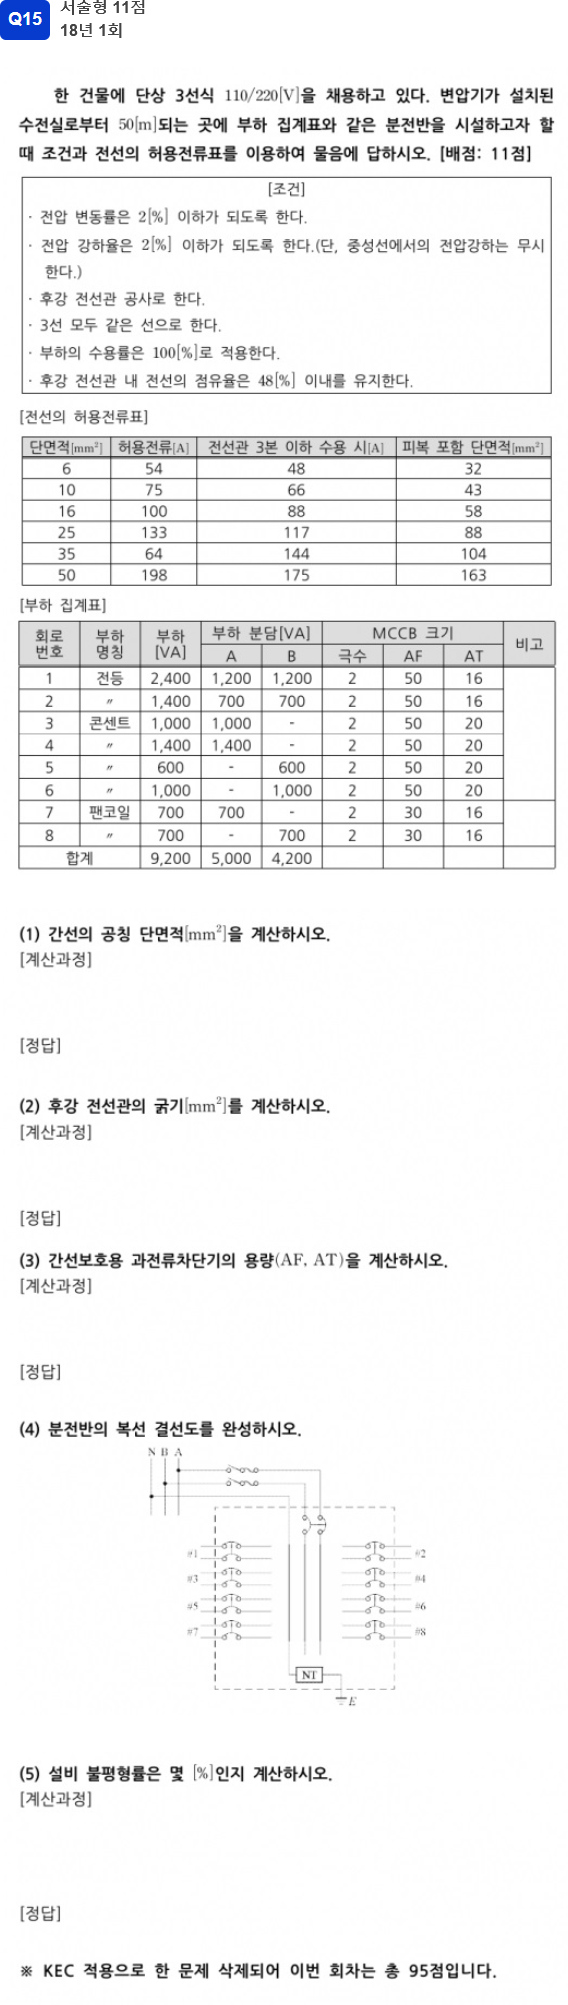 Q15
서술형 11점
18년 1회
한 건물에 단상 3선식 110/220[V]을 채용하고 있다. 변압기가 설치된
수전실로부터 50[m]되는 곳에 부하 집계표와 같은 분전반을 시설하고자 할
때 조건과 전선의 허용전류표를 이용하여 물음에 답하시오. [배점: 11점]
[조건]
· 전압 변동률은 2[%] 이하가 되도록 한다.
· 전압 강하율은 2[%] 이하가 되도록 한다.(단, 중성선에서의 전압강하는 무시
한다.)
· 후강 전선관 공사로 한다.
· 3선 모두 같은 선으로 한다.
· 부하의 수용률은 100[%]로 적용한다.
· 후강 전선관 내 전선의 점유율은 48[%] 이내를 유지한다.
[전선의 허용전류표]
단면적[mm²] 허용전류[A] 전선관 3본 이하 수용 시[A] 피복 포함 단면적[mm²]
6 54 48 32
10 75 66 43
16 100 88 58
25 133 117 88
35 64 144 104
50 198 175 163
[부하 집계표]
회로 번호 부하 명칭 부하 [VA] 부하 분담[VA] MCCB 크기 비고
A B 극수 AF AT
1 전등 2,400 1,200 1,200 2 50 16
2 〃 1,400 700 700 2 50 16
3 콘센트 1,000 1,000 - 2 50 20
4 〃 1,400 1,400 - 2 50 20
5 〃 600 - 600 2 50 20
6 〃 1,000 - 1,000 2 50 20
7 팬코일 700 700 - 2 30 16
8 〃 700 - 700 2 30 16
합계 9,200 5,000 4,200
(1) 간선의 공칭 단면적[mm²]을 계산하시오.
[계산과정]
[정답]
(2) 후강 전선관의 굵기[mm²]를 계산하시오.
[계산과정]
[정답]
(3) 간선보호용 과전류차단기의 용량(AF, AT)을 계산하시오.
[계산과정]
[정답]
(4) 분전반의 복선 결선도를 완성하시오.
N B A
#1 #2
#3 #4
#5 #6
#7 #8
NT
E
(5) 설비 불평형률은 몇 [%]인지 계산하시오.
[계산과정]
[정답]
※ KEC 적용으로 한 문제 삭제되어 이번 회차는 총 95점입니다.